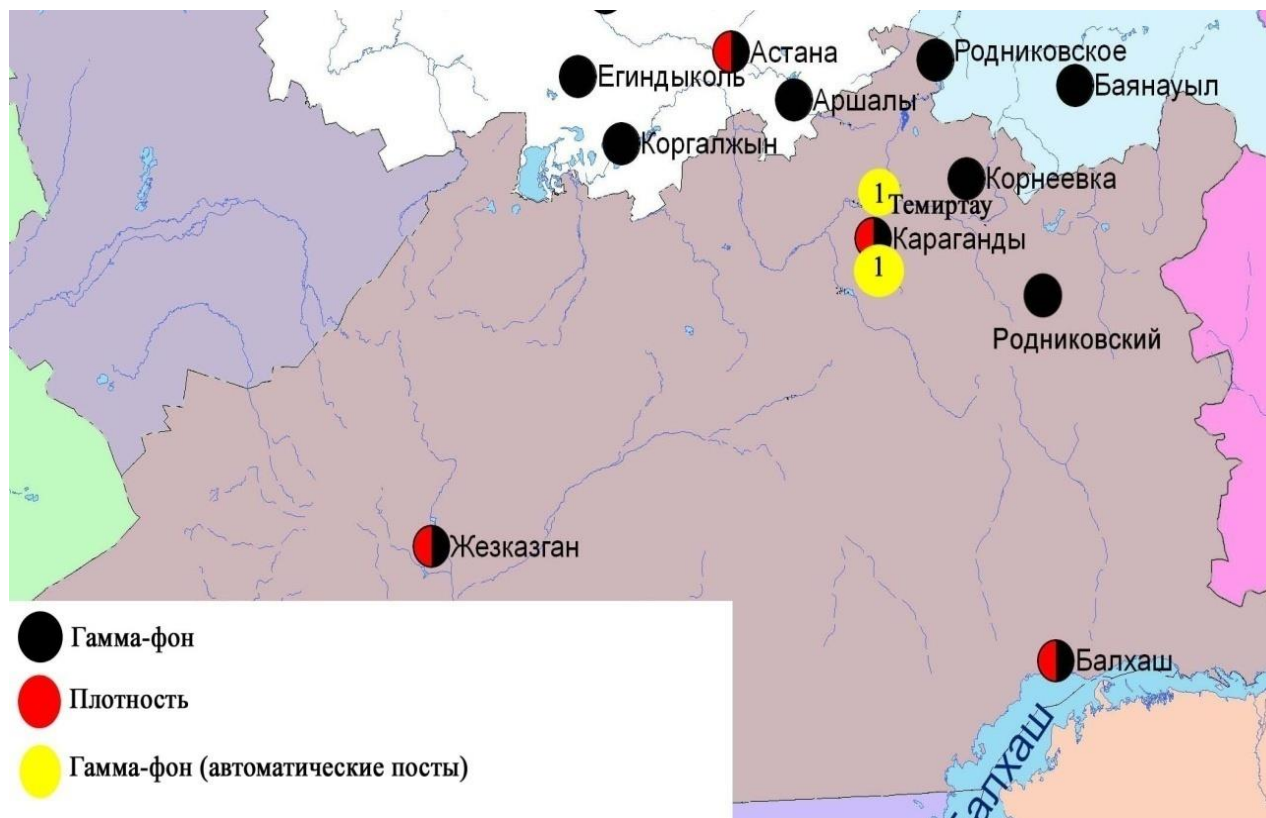 Астана
Родниковское
Егиндыколь
Баянауыл
Аршалы
Коргалжын
Корнеевка
1
Темиртау
Караганды
1
Родниковский
Жезказган
Гамма-фон
Балхаш
Плотность
Гамма-фон (автоматические посты)
Балхаш